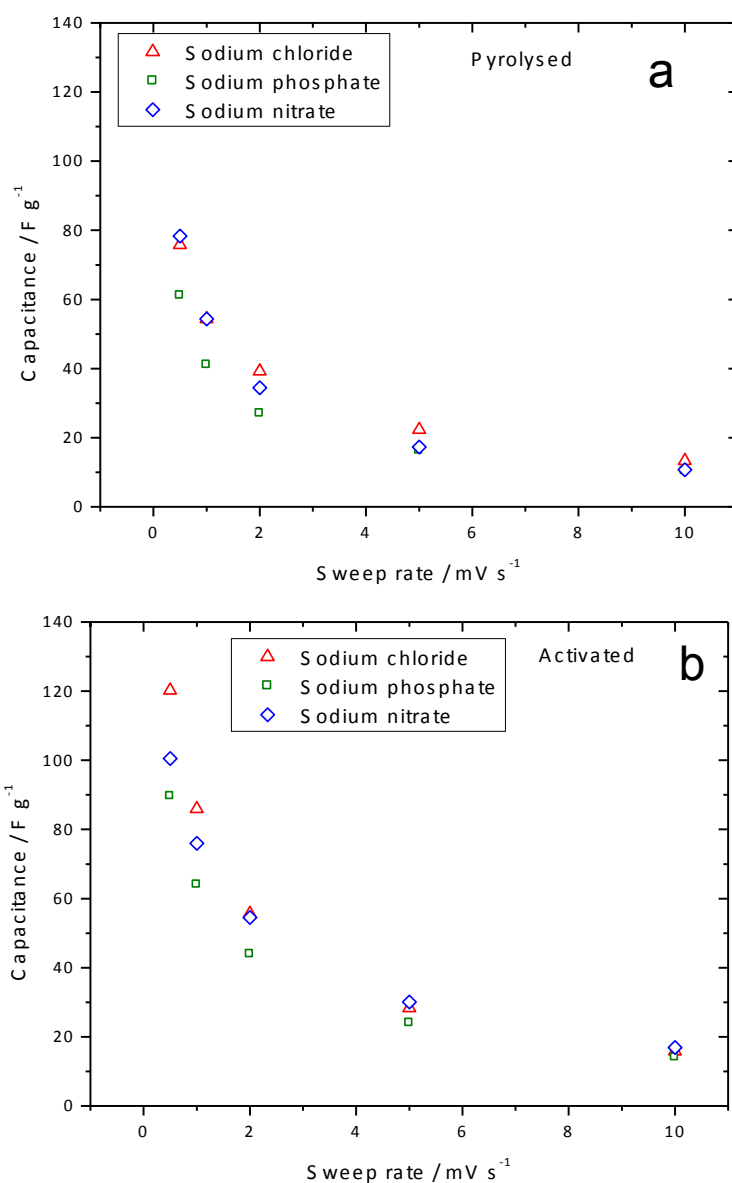 140
120
100
80
60
40
20
0
Capacitance / F g⁻¹
Sodium chloride
Sodium phosphate
Sodium nitrate
Pyrolysed
a
0 2 4 6 8 10
Sweep rate / mV s⁻¹
140
120
100
80
60
40
20
0
Capacitance / F g⁻¹
Sodium chloride
Sodium phosphate
Sodium nitrate
Activated
b
0 2 4 6 8 10
Sweep rate / mV s⁻¹